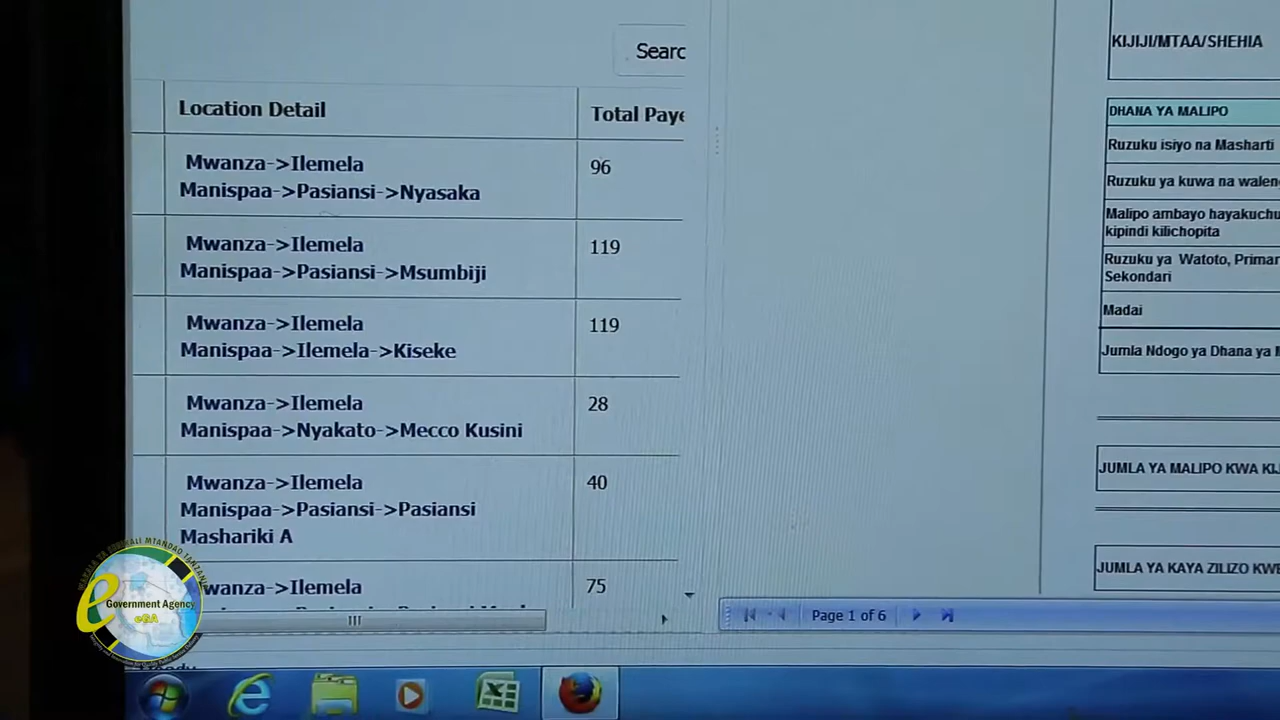 Searc
Location Detail
Total Paye
Mwanza->Ilemela
Manispaa->Pasiansi->Nyasaka
96
Mwanza->Ilemela
Manispaa->Pasiansi->Msumbiji
119
Mwanza->Ilemela
Manispaa->Ilemela->Kiseke
119
Mwanza->Ilemela
Manispaa->Nyakato->Mecco Kusini
28
Mwanza->Ilemela
Manispaa->Pasiansi->Pasiansi
Mashariki A
40
wanza->Ilemela
75
KIJIJI/MTAA/SHEHIA
DHANA YA MALIPO
Ruzuku isiyo na Masharti
Ruzuku ya kuwa na waleng
Malipo ambayo hayakuchu
kipindi kilichopita
Ruzuku ya Watoto, Primar
Sekondari
Madai
Jumla Ndogo ya Dhana ya M
JUMLA YA MALIPO KWA KIJ
JUMLA YA KAYA ZILIZO KWE
Page 1 of 6
e
Government Agency
eGA